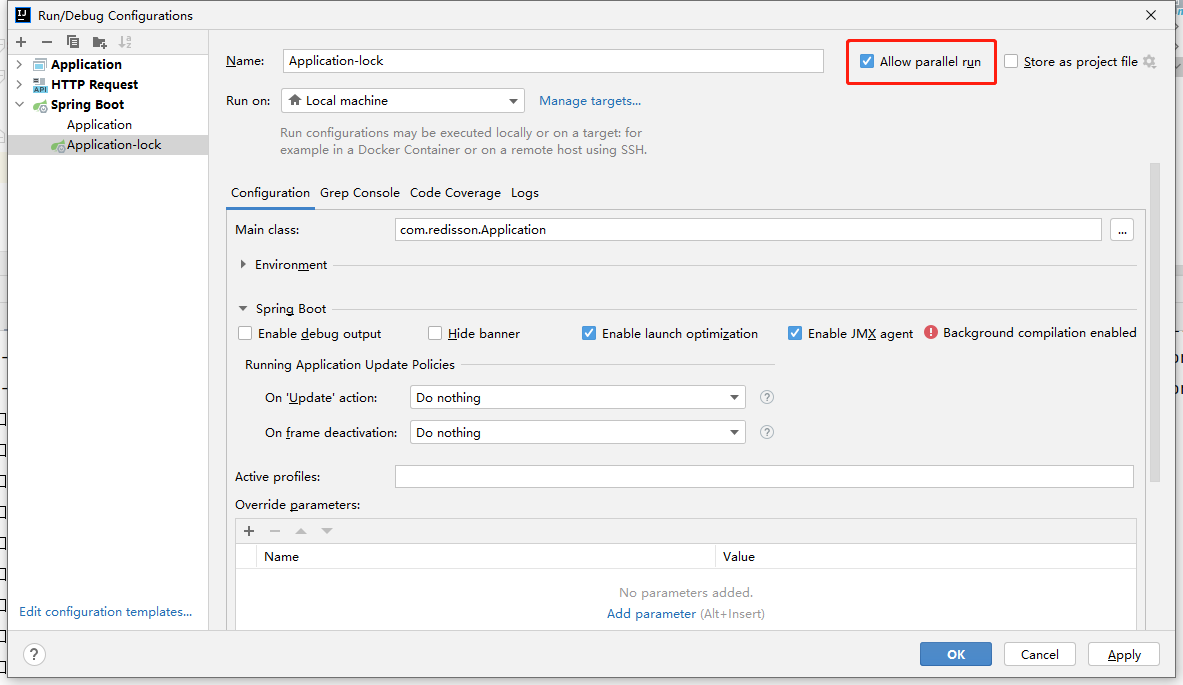 Run/Debug Configurations
Application
HTTP Request
Spring Boot
Application
Application-lock
Edit configuration templates...
Name: Application-lock
Allow parallel run
Store as project file
Run on: Local machine Manage targets...
Run configurations may be executed locally or on a target: for
example in a Docker Container or on a remote host using SSH.
Configuration Grep Console Code Coverage Logs
Main class: com.redisson.Application ...
Environment
Spring Boot
Enable debug output Hide banner Enable launch optimization Enable JMX agent Background compilation enabled
Running Application Update Policies
On 'Update' action: Do nothing ?
On frame deactivation: Do nothing ?
Active profiles:
Override parameters:
Name Value
No parameters added.
Add parameter (Alt+Insert)
? OK Cancel Apply